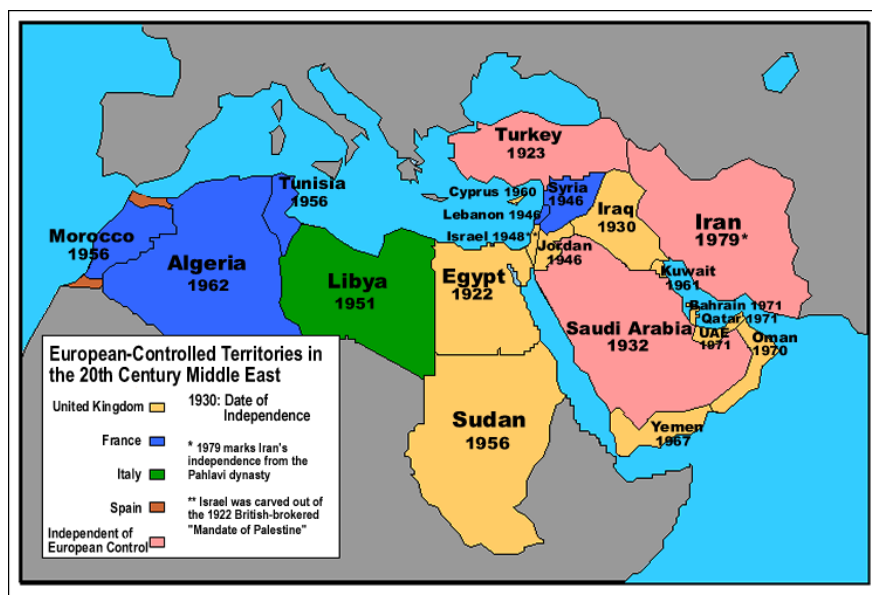 Turkey
1923
Tunisia
1956
Cyprus 1960
Syria
1946
Lebanon 1946
Iraq
1930
Iran
1979*
Morocco
1956
Israel 1948**
Jordan
1946
Algeria
1962
Libya
1951
Egypt
1922
Kuwait
1961
Bahrain 1971
Qatar 1971
Saudi Arabia
1932
UAE
1971
Oman
1970
Sudan
1956
Yemen
1967
European-Controlled Territories in
the 20th Century Middle East
United Kingdom
France
Italy
Spain
Independent of
European Control
1930: Date of
Independence
* 1979 marks Iran's
independence from the
Pahlavi dynasty
** Israel was carved out of
the 1922 British-brokered
"Mandate of Palestine"